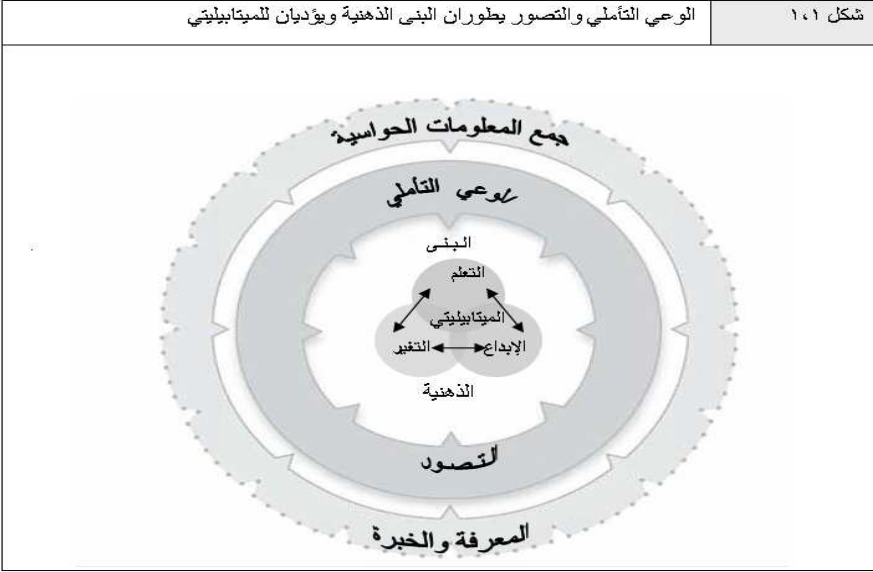 شكل ١،١
الوعي التأملي والتصور يطوران البنى الذهنية ويؤديان للميتابيليتي
جمع المعلومات الحواسية
الوعي التأملي
البنى
التعلم
الميتابيليتي
الإبداع
التغير
الذهنية
التصور
المعرفة والخبرة